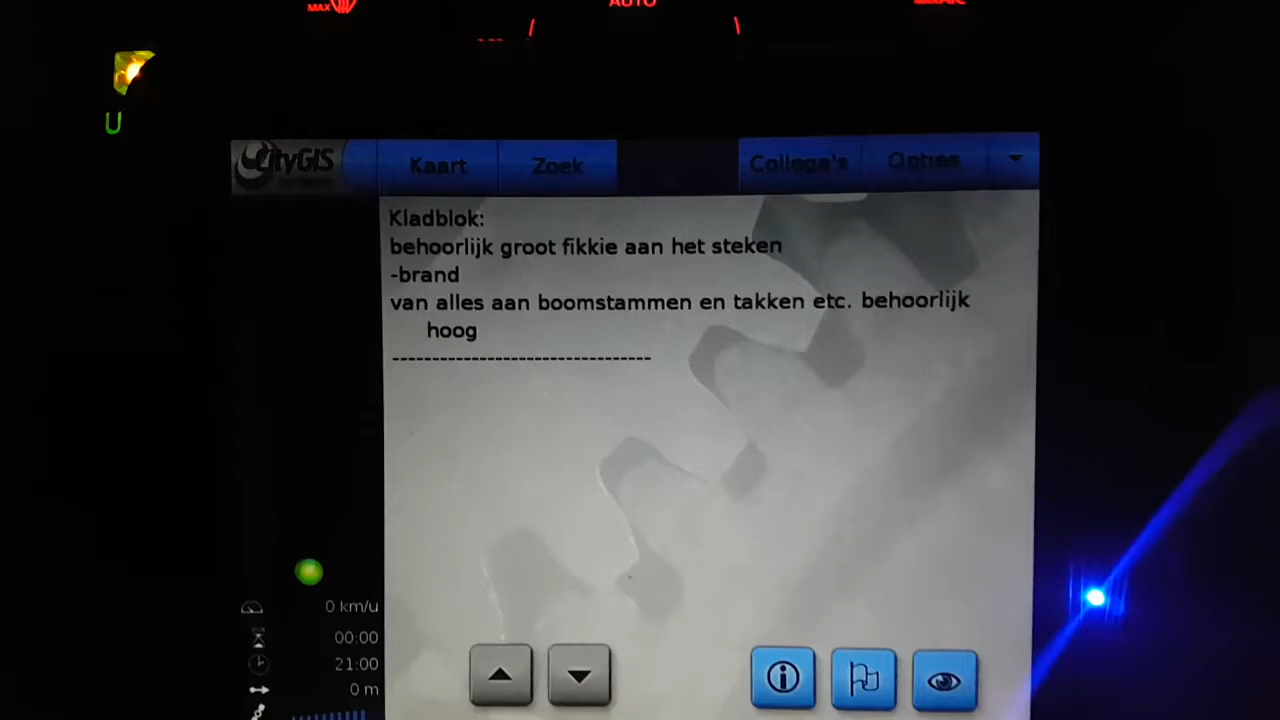 MAX
AUTO
U
CityGIS
Kaart
Zoek
Collega's
Opties
Kladblok:
behoorlijk groot fikkie aan het steken
-brand
van alles aan boomstammen en takken etc. behoorlijk
hoog
--------------------------------
0 km/u
00:00
21:00
0 m